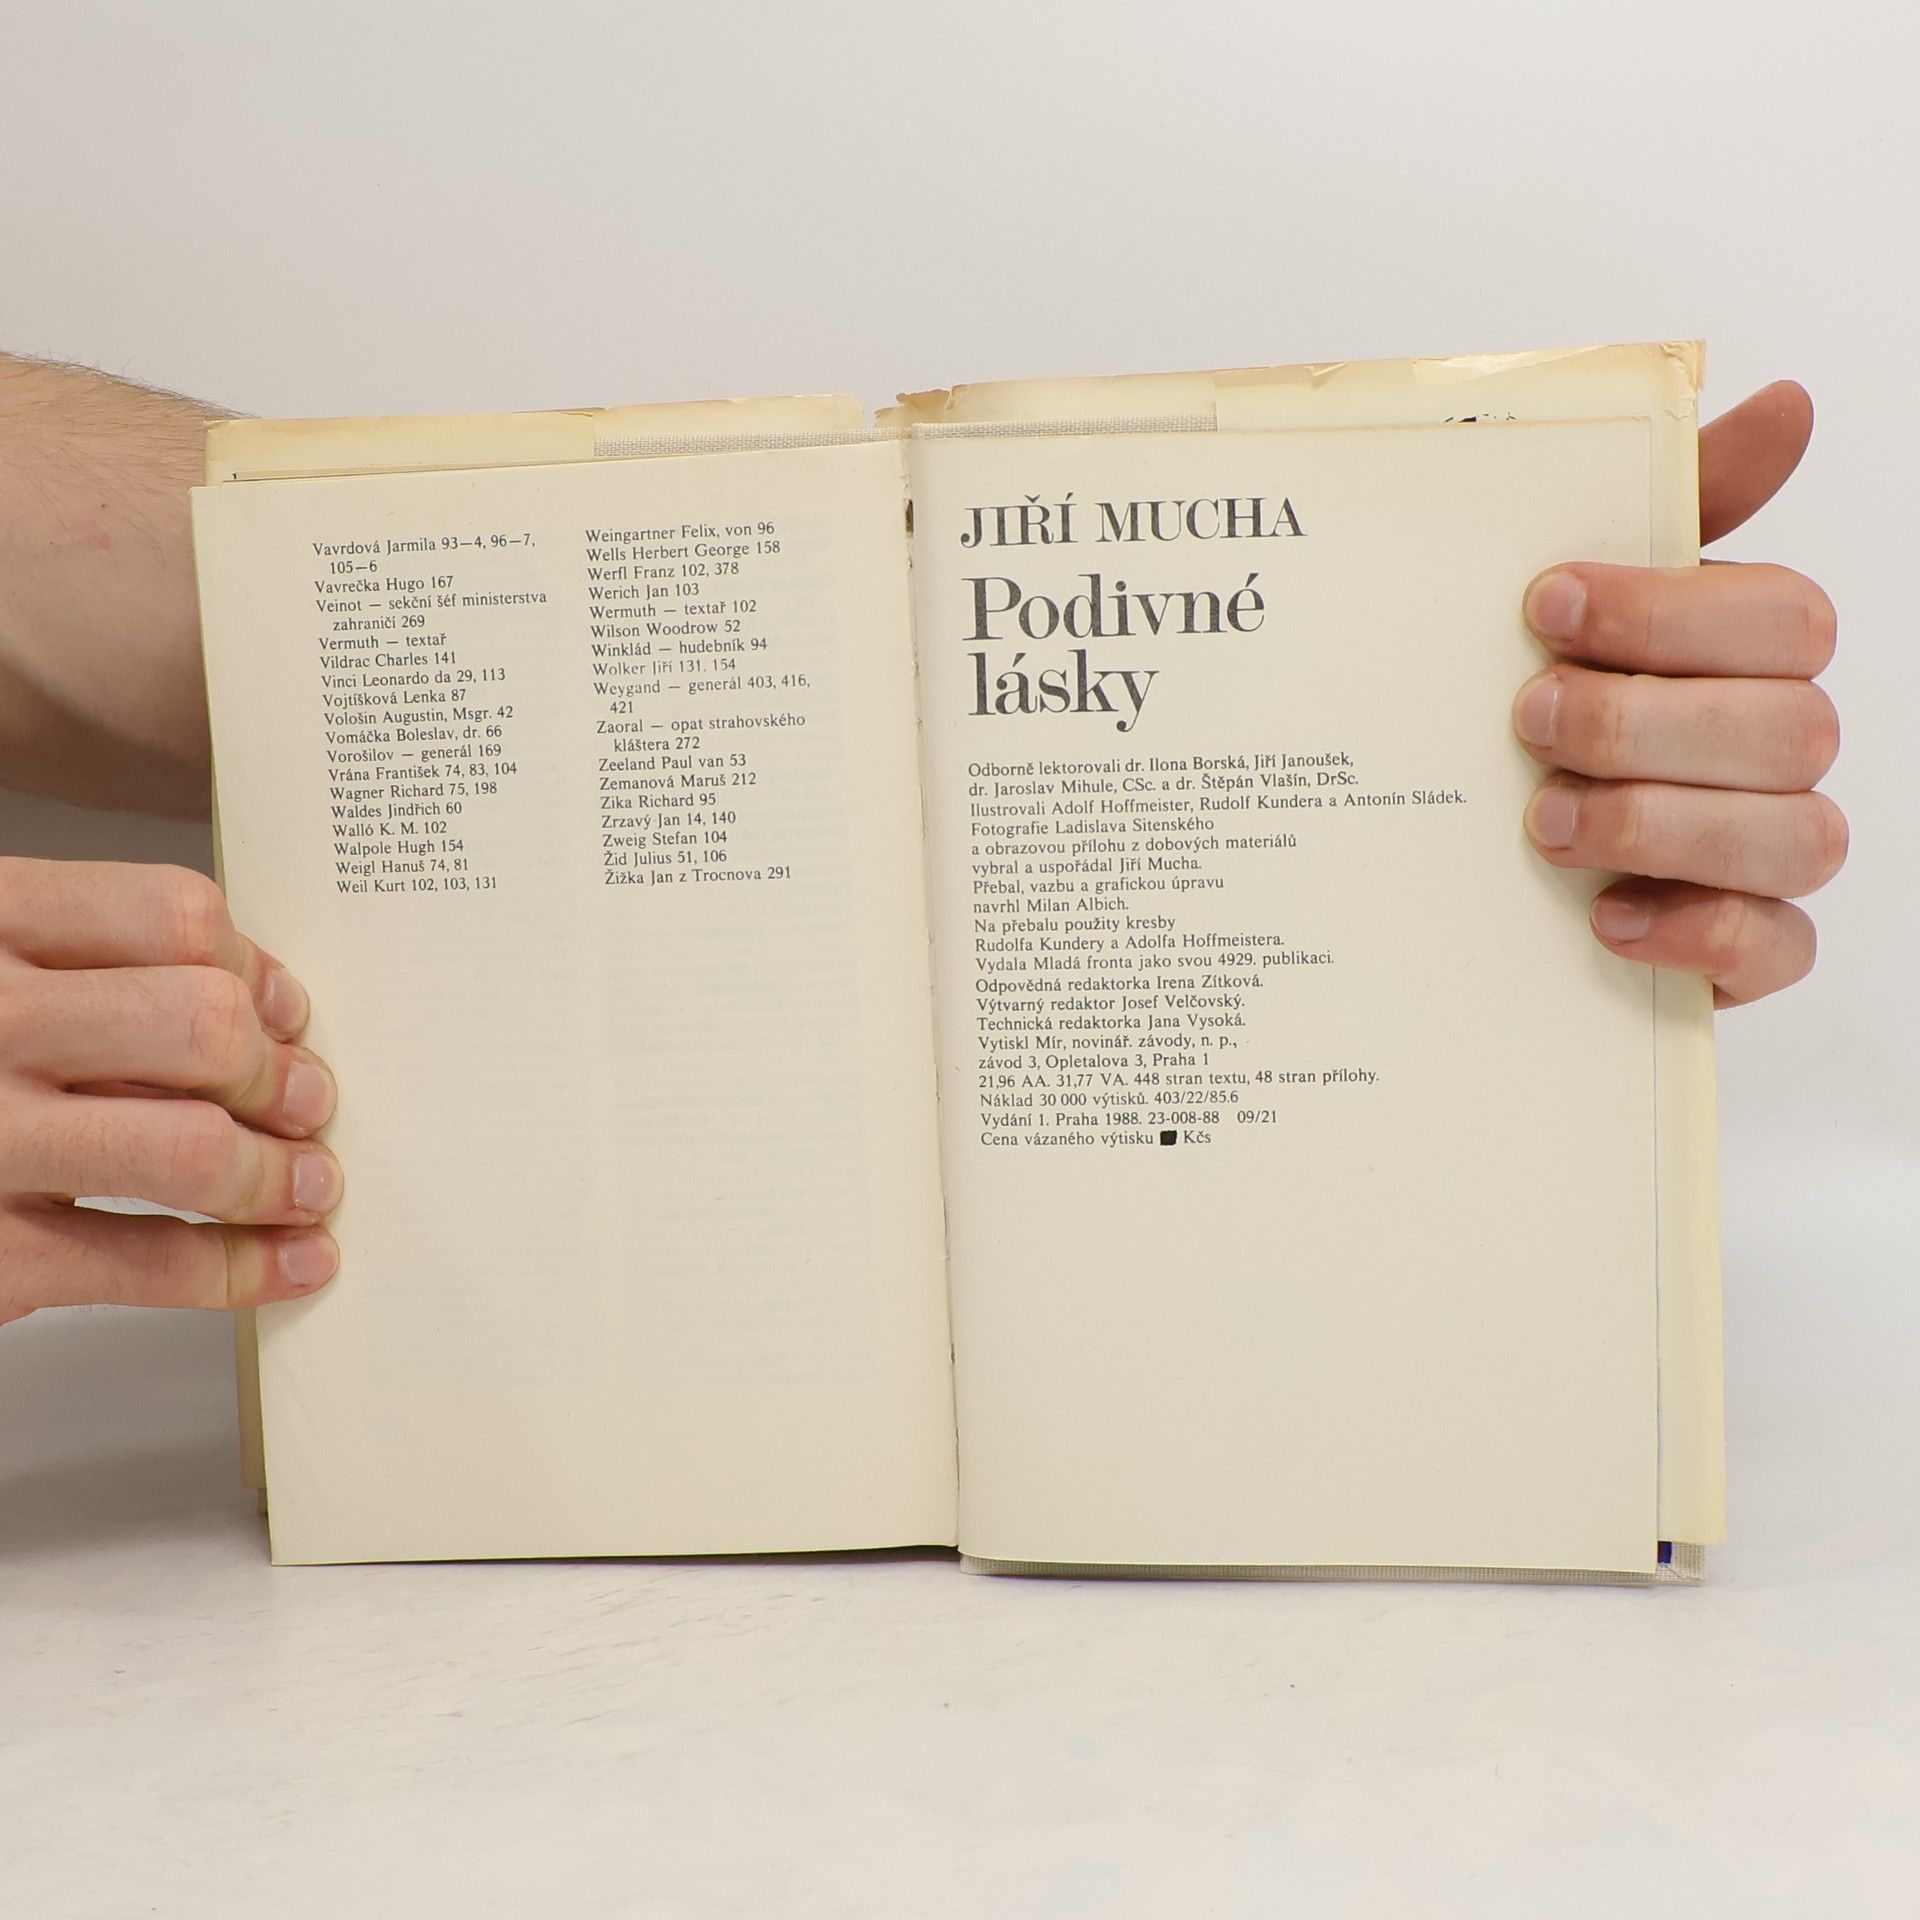 Vavrdová Jarmila 93—4, 96—7,
105—6
Vavrečka Hugo 167
Veinot — sekční šéf ministerstva
zahraničí 269
Vermuth — textař
Vildrac Charles 141
Vinci Leonardo da 29, 113
Vojtíšková Lenka 87
Vološin Augustin, Msgr. 42
Vomáčka Boleslav, dr. 66
Vorošilov — generál 169
Vrána František 74, 83, 104
Wagner Richard 75, 198
Waldes Jindřich 60
Walló K. M. 102
Walpole Hugh 154
Weigl Hanuš 74, 81
Weil Kurt 102, 103, 131
Weingartner Felix, von 96
Wells Herbert George 158
Werfl Franz 102, 378
Werich Jan 103
Wermuth — textař 102
Wilson Woodrow 52
Winklád — hudebník 94
Wolker Jiří 131. 154
Weygand — generál 403, 416,
421
Zaoral — opat strahovského
kláštera 272
Zeeland Paul van 53
Zemanová Maruš 212
Zika Richard 95
Zrzavý Jan 14, 140
Zweig Stefan 104
Žid Julius 51, 106
Žižka Jan z Trocnova 291
JIŘÍ MUCHA
Podivné
lásky
Odborně lektorovali dr. Ilona Borská, Jiří Janoušek,
dr. Jaroslav Mihule, CSc. a dr. Štěpán Vlašín, DrSc.
Ilustrovali Adolf Hoffmeister, Rudolf Kundera a Antonín Sládek.
Fotografie Ladislava Sitenského
a obrazovou přílohu z dobových materiálů
vybral a uspořádal Jiří Mucha.
Přebal, vazbu a grafickou úpravu
navrhl Milan Albich.
Na přebalu použity kresby
Rudolfa Kundery a Adolfa Hoffmeistera.
Vydala Mladá fronta jako svou 4929. publikaci.
Odpovědná redaktorka Irena Zítková.
Výtvarný redaktor Josef Velčovský.
Technická redaktorka Jana Vysoká.
Vytiskl Mír, novinář. závody, n. p.,
závod 3, Opletalova 3, Praha 1
21,96 AA. 31,77 VA. 448 stran textu, 48 stran přílohy.
Náklad 30 000 výtisků. 403/22/85.6
Vydání 1. Praha 1988. 23-008-88 09/21
Cena vázaného výtisku Kčs